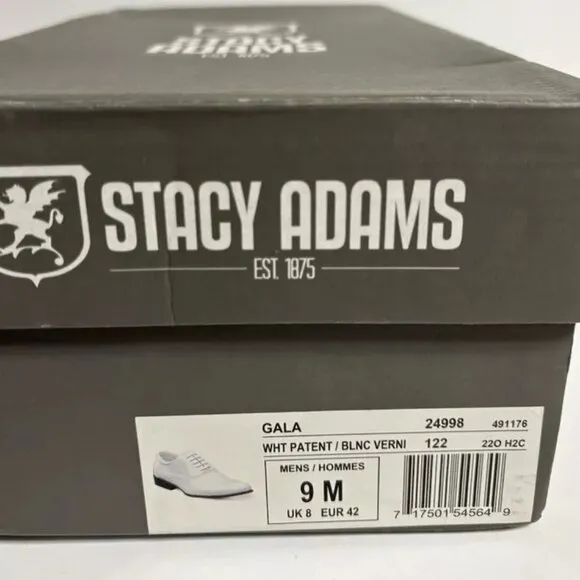 STACY
ADAMS
EST. 1875
STACY ADAMS
EST. 1875
GALA 24998 491176
WHT PATENT / BLNC VERNI 122 22O H2C
MENS / HOMMES
9 M
UK 8 EUR 42
7 17501 54564 9